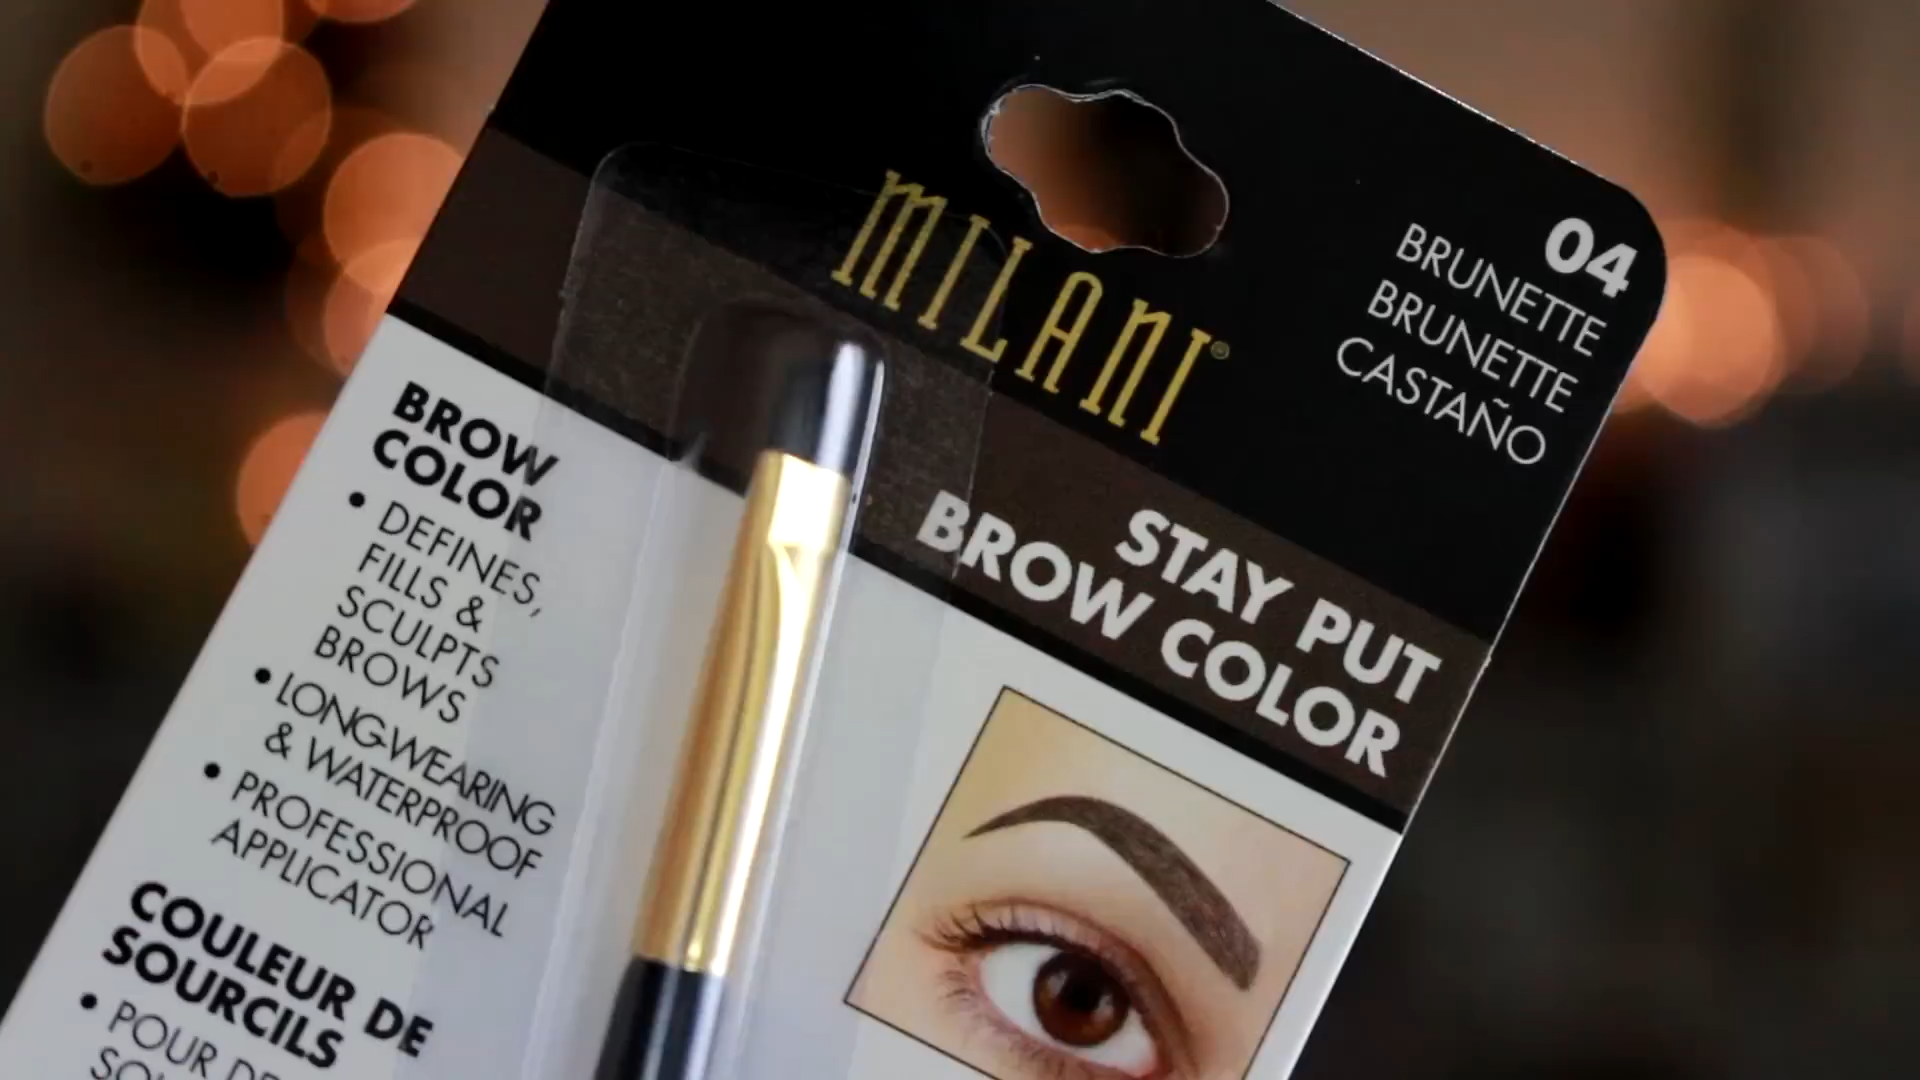 MILANI®
04
BRUNETTE
BRUNETTE
CASTAÑO
STAY PUT
BROW COLOR
BROW
COLOR
• DEFINES,
FILLS &
SCULPTS
BROWS
• LONGWEARING
& WATERPROOF
• PROFESSIONAL
APPLICATOR
COULEUR DE
SOURCILS
• POUR